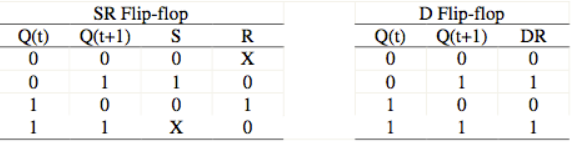 SR Flip-flop D Flip-flop
Q(t) Q(t+1) S R Q(t) Q(t+1) DR
0 0 0 X 0 0 0
0 1 1 0 0 1 1
1 0 0 1 1 0 0
1 1 X 0 1 1 1